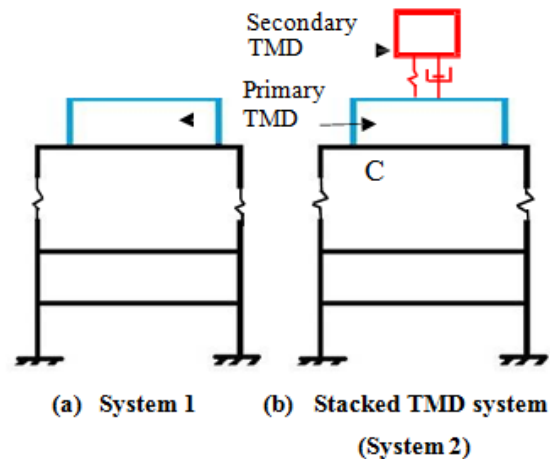 Secondary
TMD
Primary
TMD
C
(a) System 1
(b) Stacked TMD system
(System 2)